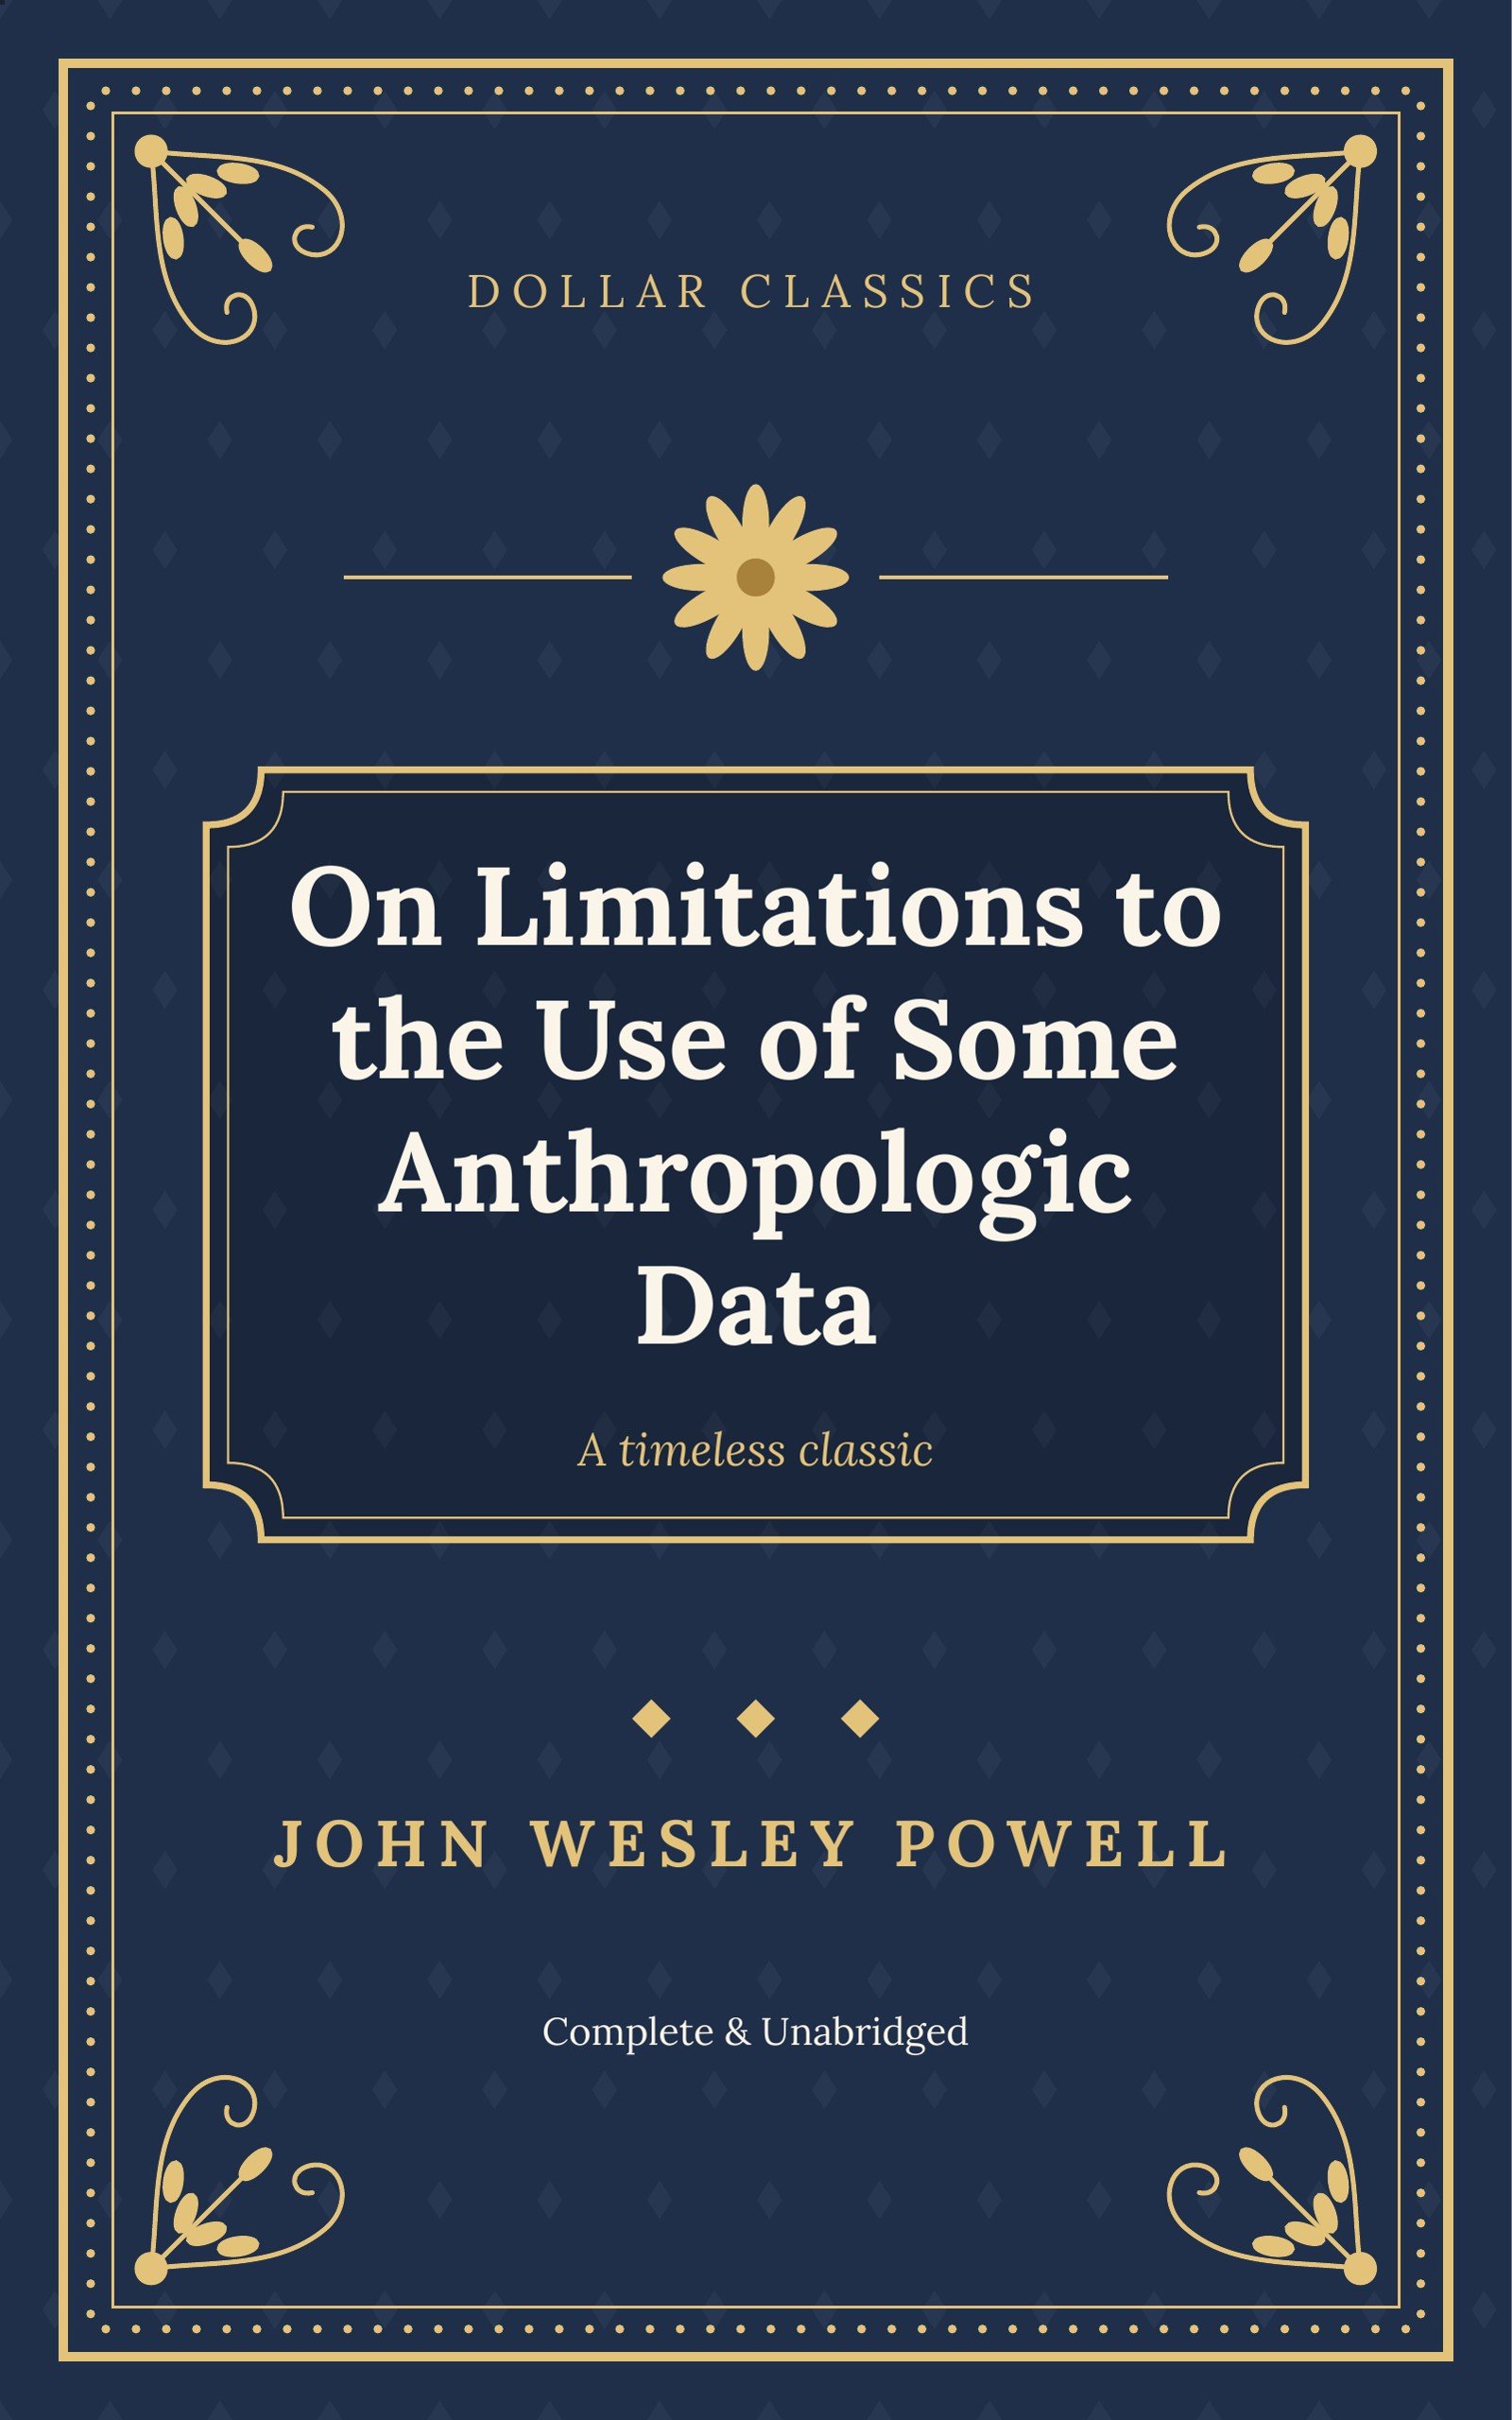 DOLLAR CLASSICS
On Limitations to
the Use of Some
Anthropologic
Data
A timeless classic
JOHN WESLEY POWELL
Complete & Unabridged